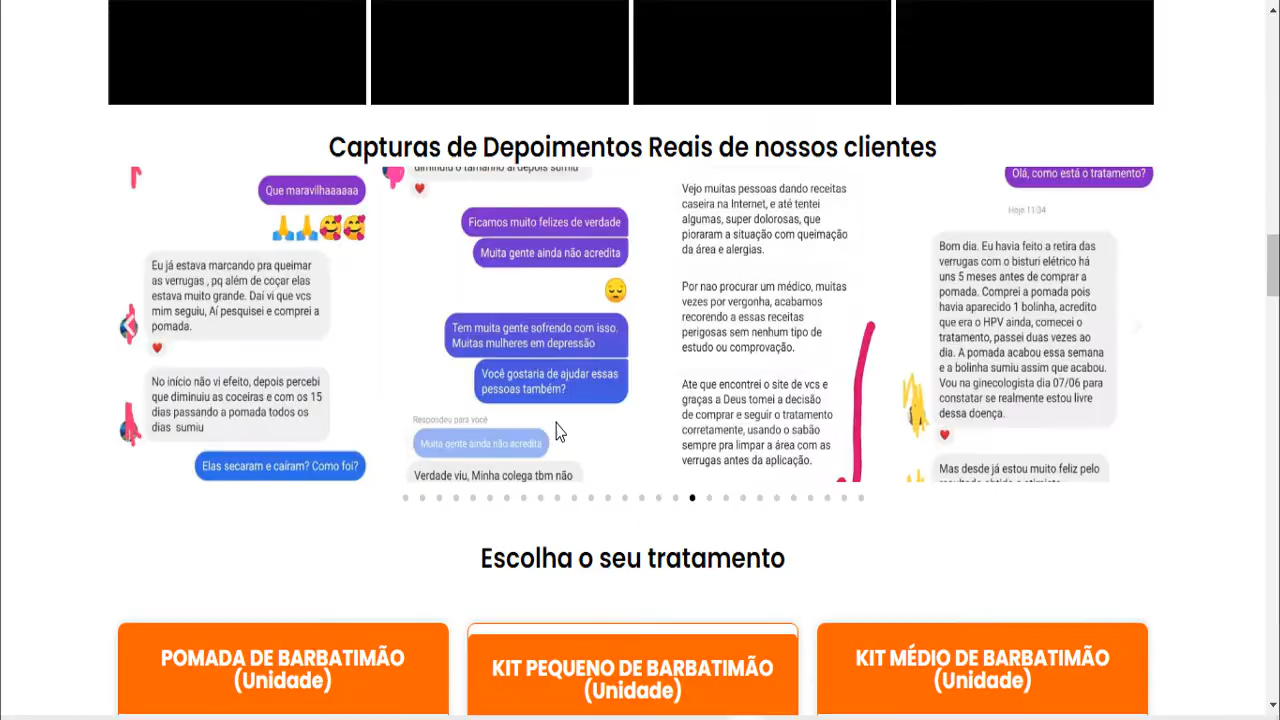 Capturas de Depoimentos Reais de nossos clientes
Que maravilhaaaaaa
Eu já estava marcando pra queimar
as verrugas , pq além de coçar elas
estava muito grande. Daí vi que vcs
mim seguiu, Aí pesquisei e comprei a
pomada.
No início não vi efeito, depois percebi
que diminuiu as coceiras e com os 15
dias passando a pomada todos os
dias sumiu
Elas secaram e caíram? Como foi?
diminuiu o tamanho aí depois sumiu
Ficamos muito felizes de verdade
Muita gente ainda não acredita
Tem muita gente sofrendo com isso.
Muitas mulheres em depressão
Você gostaria de ajudar essas
pessoas também?
Respondeu para você
Muita gente ainda não acredita
Verdade viu, Minha colega tbm não
Vejo muitas pessoas dando receitas
caseira na Internet, e até tentei
algumas, super dolorosas, que
pioraram a situação com queimação
da área e alergias.
Por nao procurar um médico, muitas
vezes por vergonha, acabamos
recorendo a essas receitas
perigosas sem nenhum tipo de
estudo ou comprovação.
Ate que encontrei o site de vcs e
graças a Deus tomei a decisão
de comprar e seguir o tratamento
corretamente, usando o sabão
sempre pra limpar a área com as
verrugas antes da aplicação.
Olá, como está o tratamento?
Hoje 11:34
Bom dia. Eu havia feito a retira das
verrugas com o bisturi elétrico há
uns 5 meses antes de comprar a
pomada. Comprei a pomada pois
havia aparecido 1 bolinha, acredito
que era o HPV ainda, comecei o
tratamento, passei duas vezes ao
dia. A pomada acabou essa semana
e a bolinha sumiu assim que acabou.
Vou na ginecologista dia 07/06 para
constatar se realmente estou livre
dessa doença.
Mas desde já estou muito feliz pelo
Escolha o seu tratamento
POMADA DE BARBATIMÃO
(Unidade)
KIT PEQUENO DE BARBATIMÃO
(Unidade)
KIT MÉDIO DE BARBATIMÃO
(Unidade)